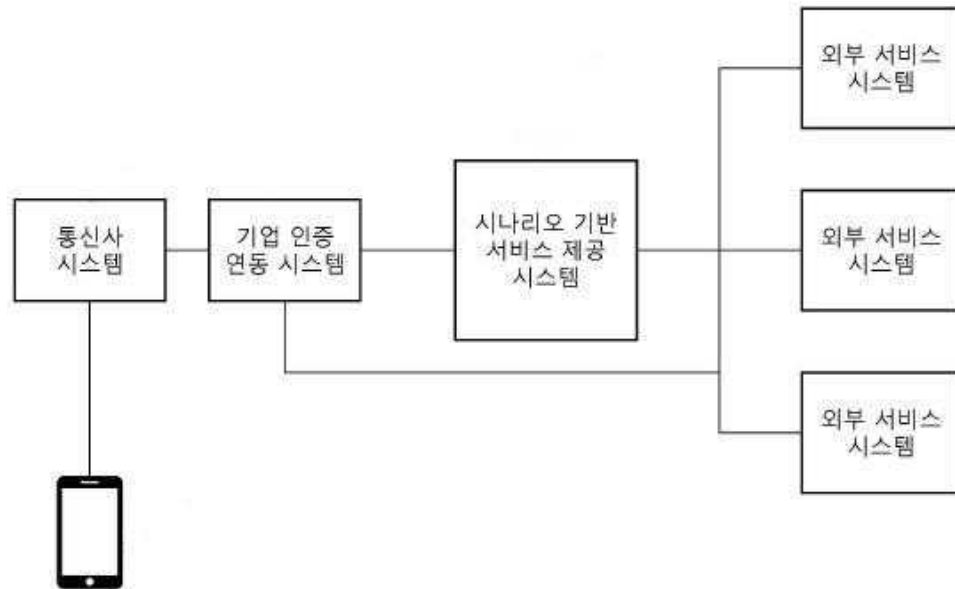 통신사
시스템
기업 인증
연동 시스템
시나리오 기반
서비스 제공
시스템
외부 서비스
시스템
외부 서비스
시스템
외부 서비스
시스템